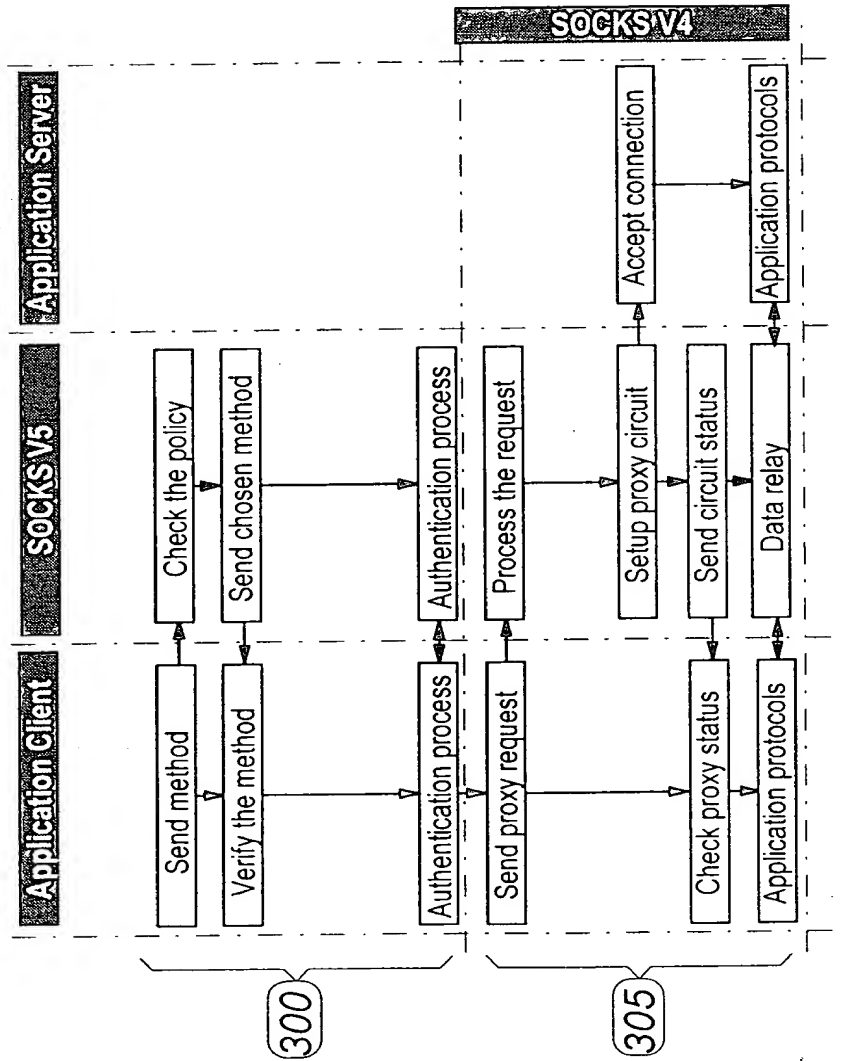 Application Client
SOCKS V5
Application Server
Send method
Check the policy
Verify the method
Send chosen method
300
Authentication process
Authentication process
SOCKS V4
Send proxy request
Process the request
Setup proxy circuit
Accept connection
305
Check proxy status
Send circuit status
Application protocols
Data relay
Application protocols